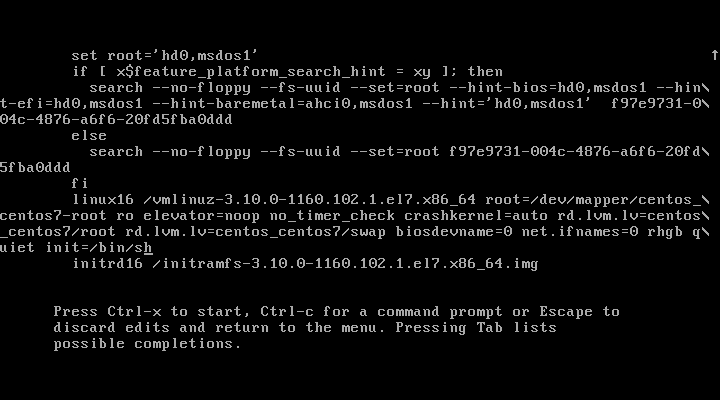 set root='hd0,msdos1'
↑
if [ x$feature_platform_search_hint = xy ]; then
search --no-floppy --fs-uuid --set=root --hint-bios=hd0,msdos1 --hin\
t-efi=hd0,msdos1 --hint-baremetal=ahci0,msdos1 --hint='hd0,msdos1'  f97e9731-0\
04c-4876-a6f6-20fd5fba0ddd
else
search --no-floppy --fs-uuid --set=root f97e9731-004c-4876-a6f6-20fd\
5fba0ddd
fi
linux16 /vmlinuz-3.10.0-1160.102.1.el7.x86_64 root=/dev/mapper/centos_\
centos7-root ro elevator=noop no_timer_check crashkernel=auto rd.lvm.lv=centos\
_centos7/root rd.lvm.lv=centos_centos7/swap biosdevname=0 net.ifnames=0 rhgb q\
uiet init=/bin/sh
initrd16 /initramfs-3.10.0-1160.102.1.el7.x86_64.img
Press Ctrl-x to start, Ctrl-c for a command prompt or Escape to
discard edits and return to the menu. Pressing Tab lists
possible completions.